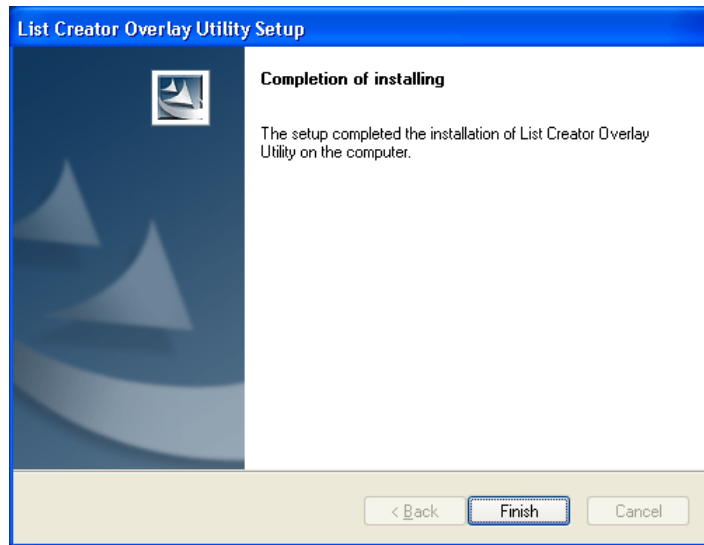 List Creator Overlay Utility Setup
Completion of installing
The setup completed the installation of List Creator Overlay
Utility on the computer.
< Back
Finish
Cancel